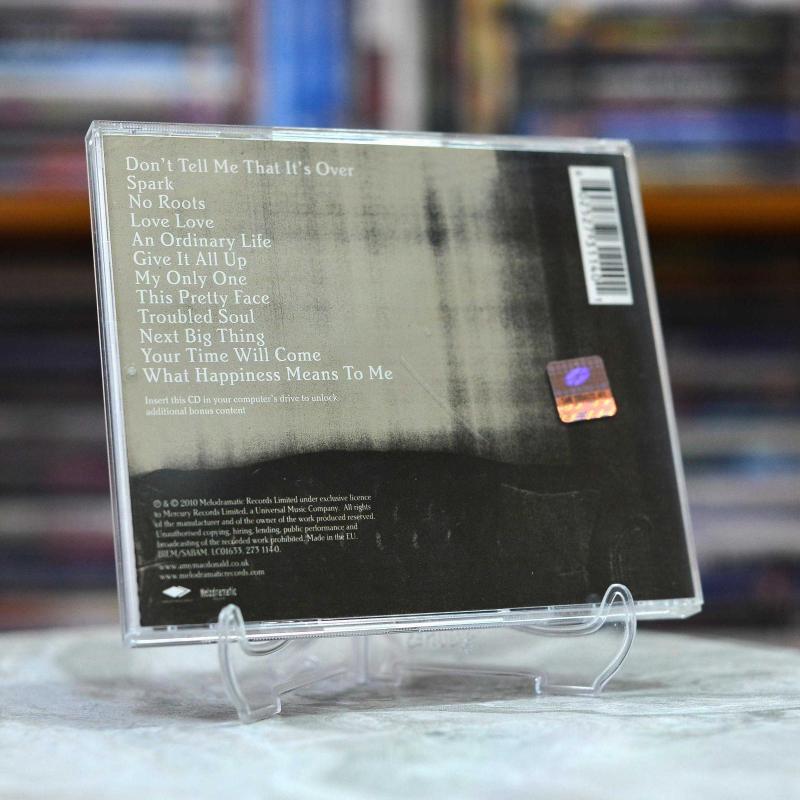 Don't Tell Me That It's Over
Spark
No Roots
Love Love
An Ordinary Life
Give It All Up
My Only One
This Pretty Face
Troubled Soul
Next Big Thing
Your Time Will Come
What Happiness Means To Me
Insert this CD in your computer's drive to unlock
additional bonus content
℗ & © 2010 Melodramatic Records Limited under exclusive licence
to Mercury Records Limited, a Universal Music Company. All rights
of the manufacturer and of the owner of the work produced reserved.
Unauthorised copying, hiring, lending, public performance and
broadcasting of the recorded work prohibited. Made in the EU.
BIEM/SABAM. LC01633. 273 114-0.
www.amymacdonald.co.uk
www.melodramaticrecords.com
Melodramatic